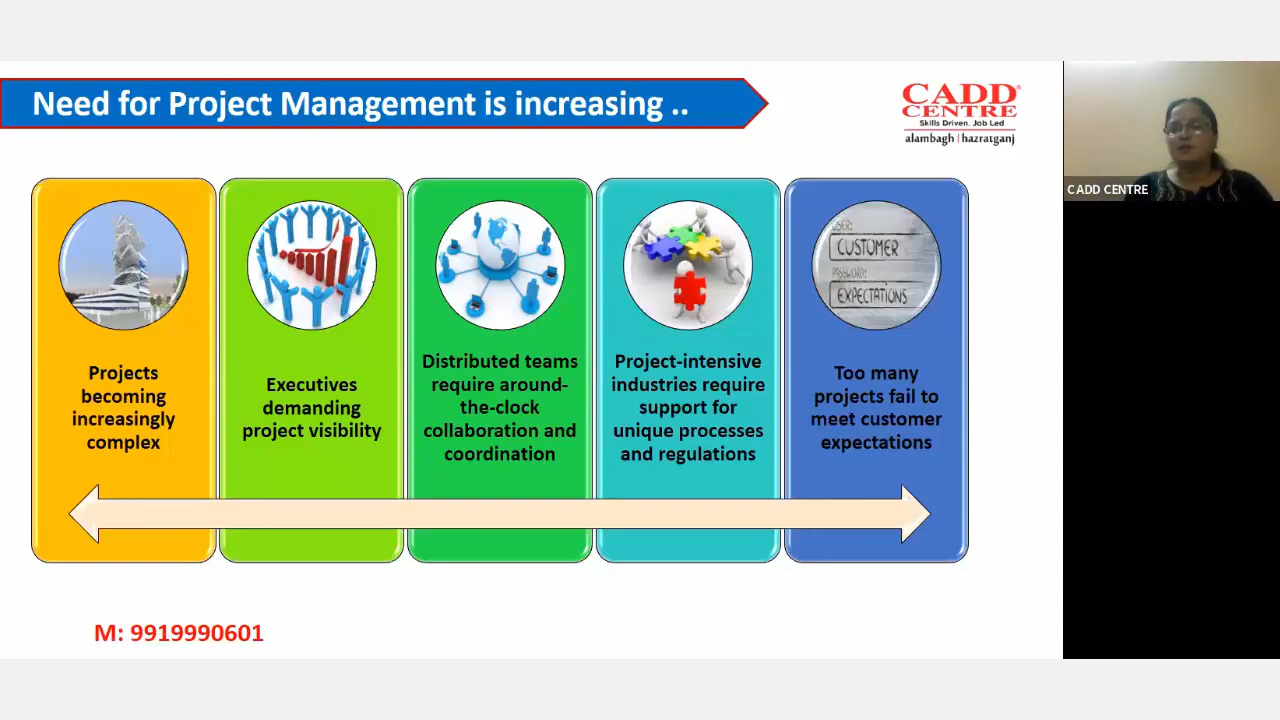 Need for Project Management is increasing ..
CADD
CENTRE
Skills Driven. Job Led
alambagh | hazratganj
CADD CENTRE
USER:
CUSTOMER
PASSWORD:
EXPECTATIONS
Projects
becoming
increasingly
complex
Executives
demanding
project visibility
Distributed teams
require around-
the-clock
collaboration and
coordination
Project-intensive
industries require
support for
unique processes
and regulations
Too many
projects fail to
meet customer
expectations
M: 9919990601